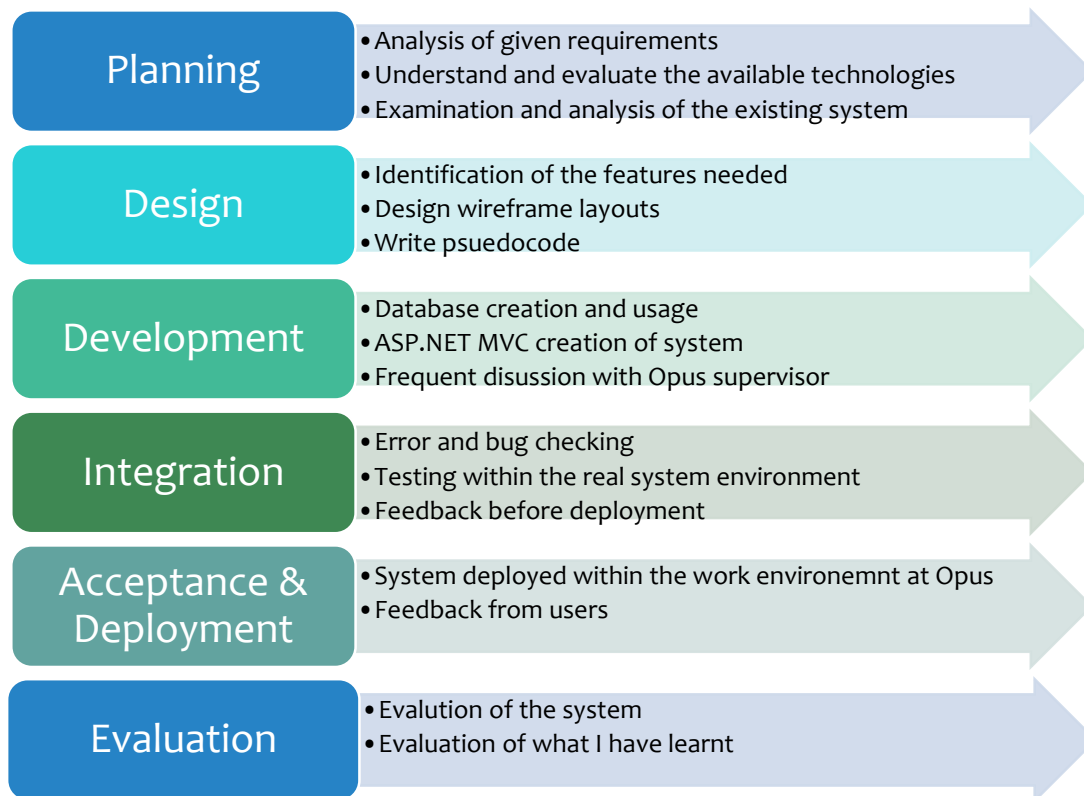 Planning
•Analysis of given requirements
•Understand and evaluate the available technologies
•Examination and analysis of the existing system
Design
•Identification of the features needed
•Design wireframe layouts
•Write psuedocode
Development
•Database creation and usage
•ASP.NET MVC creation of system
•Frequent disussion with Opus supervisor
Integration
•Error and bug checking
•Testing within the real system environment
•Feedback before deployment
Acceptance &
Deployment
•System deployed within the work environemnt at Opus
•Feedback from users
Evaluation
•Evalution of the system
•Evaluation of what I have learnt